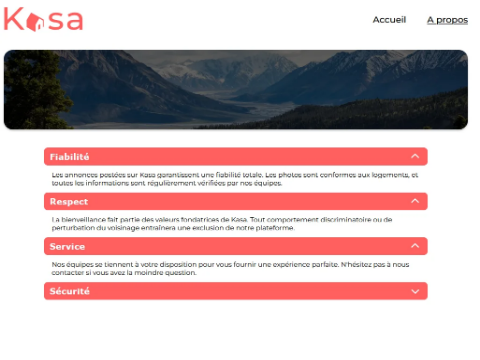 Kasa
Accueil
A propos
Fiabilité
Les annonces postées sur Kasa garantissent une fiabilité totale. Les photos sont conformes aux logements, et
toutes les informations sont régulièrement vérifiées par nos équipes.
Respect
La bienveillance fait partie des valeurs fondatrices de Kasa. Tout comportement discriminatoire ou de
perturbation du voisinage entraînera une exclusion de notre plateforme.
Service
Nos équipes se tiennent à votre disposition pour vous fournir une expérience parfaite. N'hésitez pas à nous
contacter si vous avez la moindre question.
Sécurité